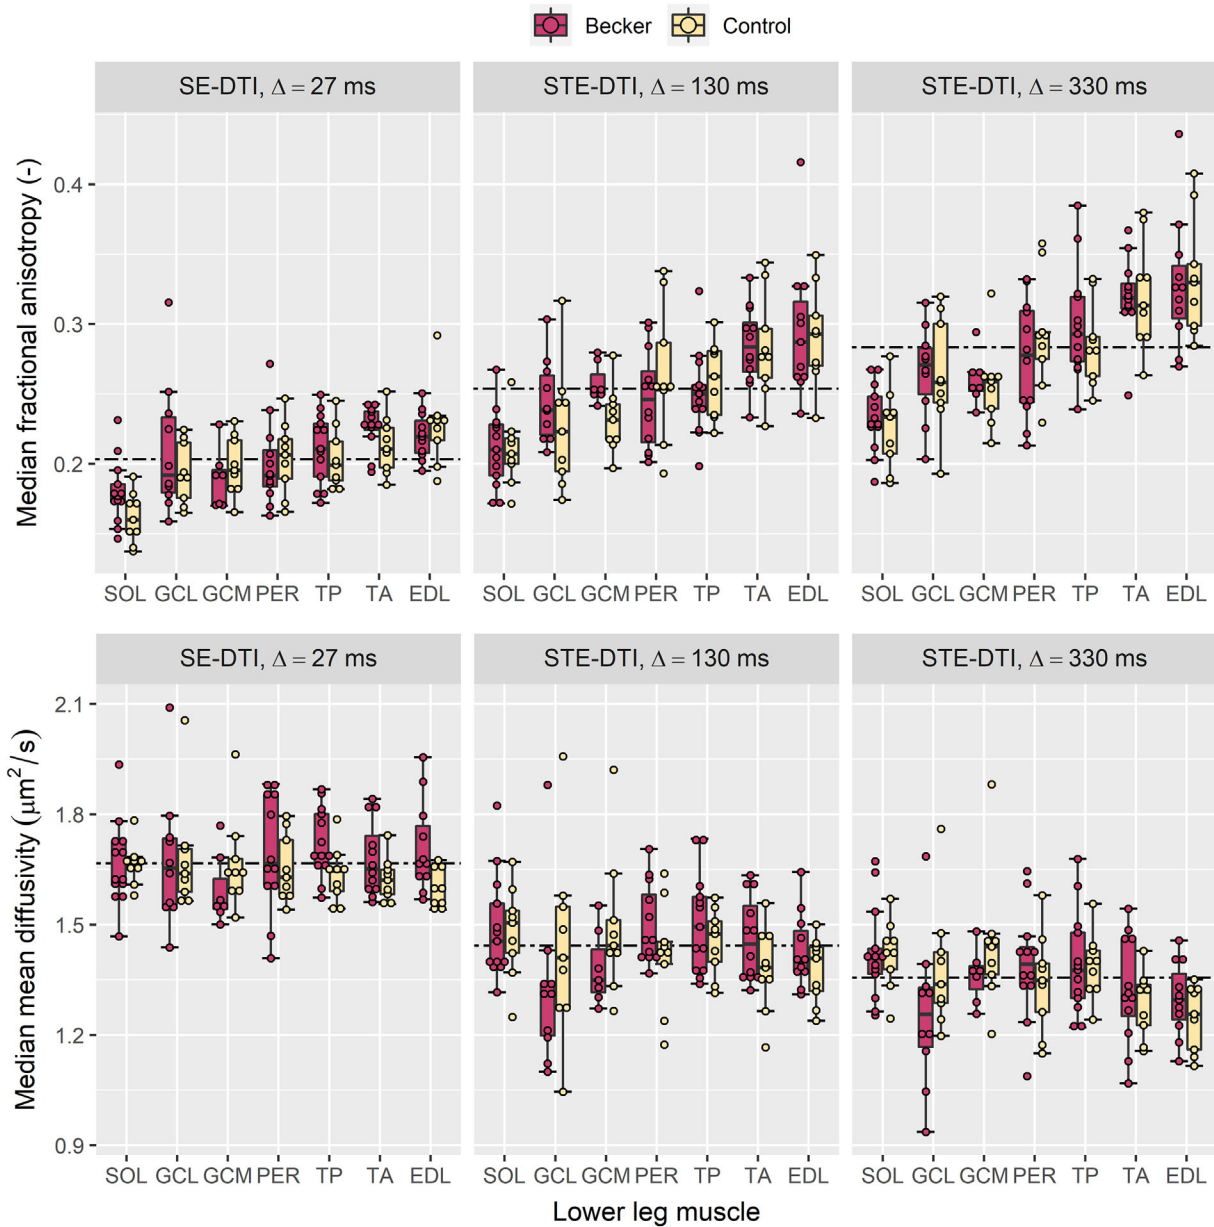 Becker Control
SE-DTI, Δ = 27 ms STE-DTI, Δ = 130 ms STE-DTI, Δ = 330 ms
Median fractional anisotropy (-)
0.4
0.3
0.2
SOL GCL GCM PER TP TA EDL SOL GCL GCM PER TP TA EDL SOL GCL GCM PER TP TA EDL
SE-DTI, Δ = 27 ms STE-DTI, Δ = 130 ms STE-DTI, Δ = 330 ms
Median mean diffusivity (μm²/s)
2.1
1.8
1.5
1.2
0.9
SOL GCL GCM PER TP TA EDL SOL GCL GCM PER TP TA EDL SOL GCL GCM PER TP TA EDL
Lower leg muscle